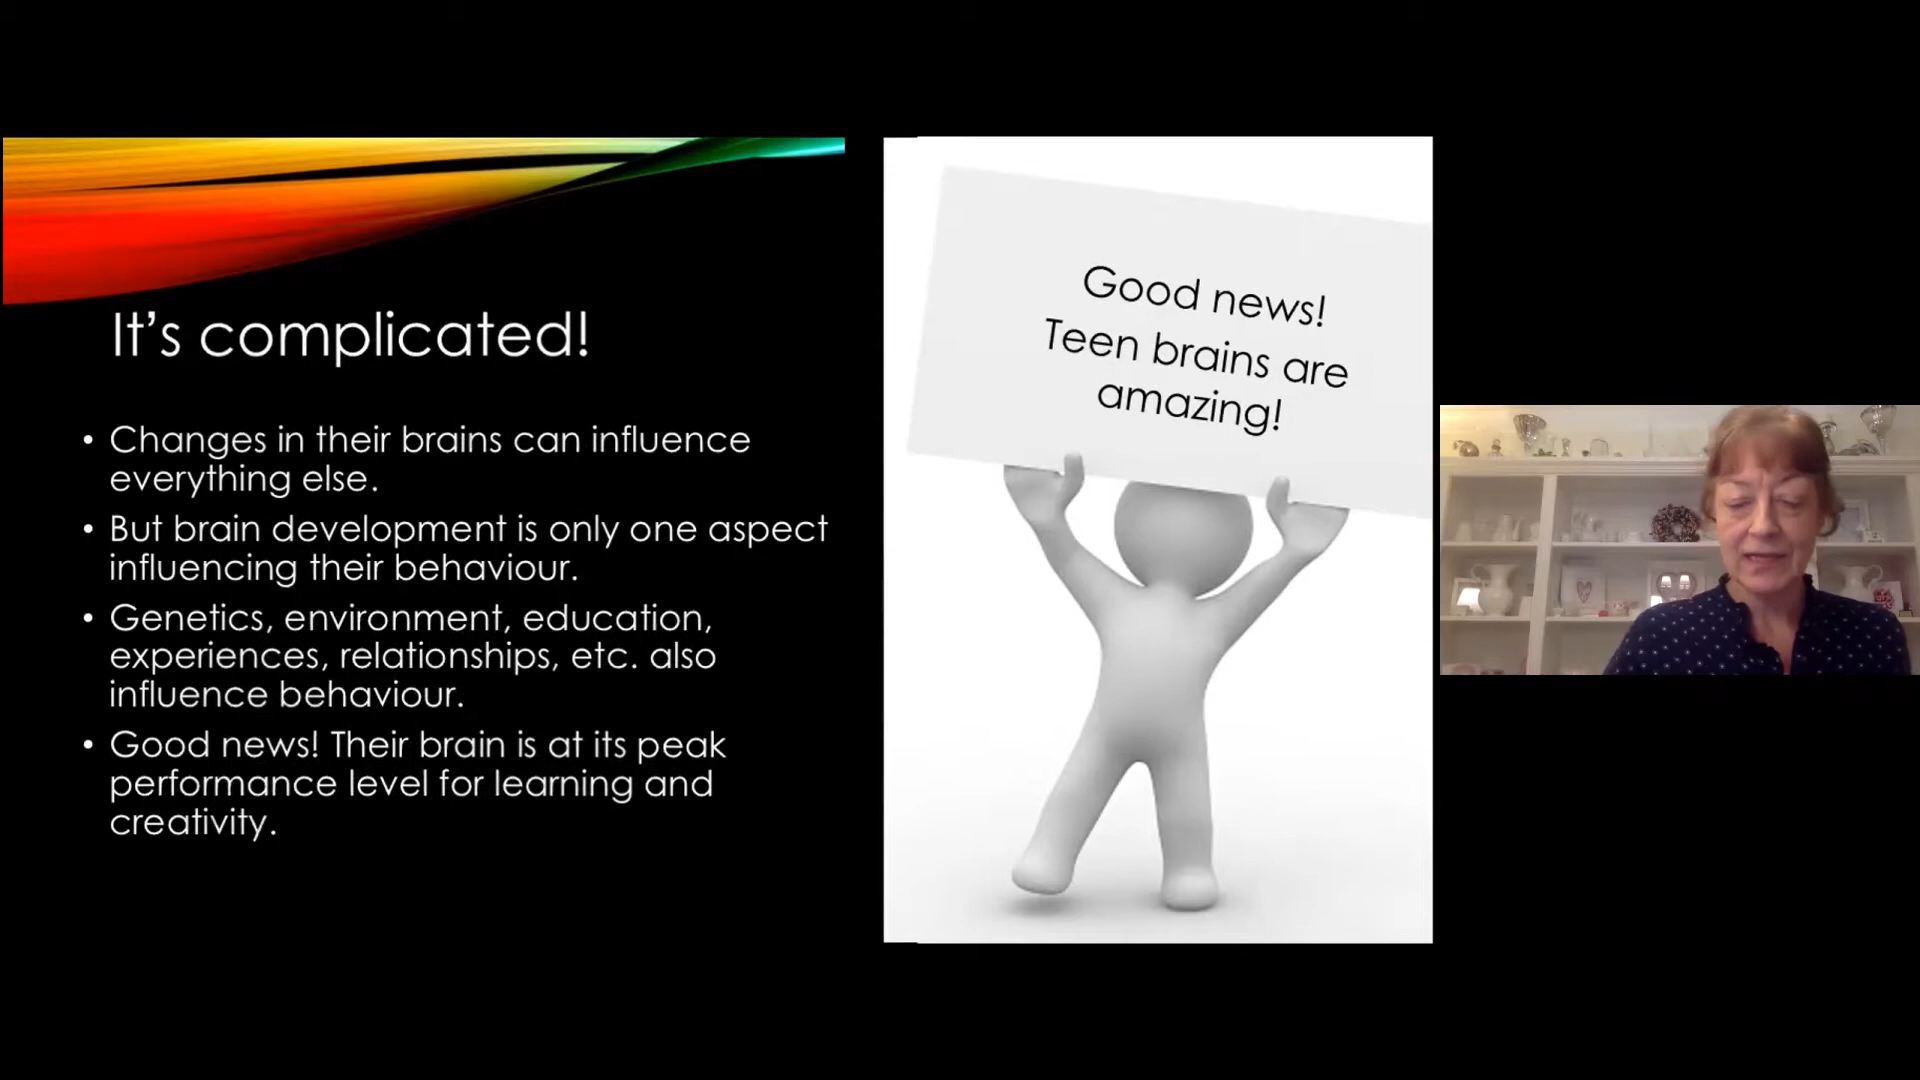 It's complicated!
• Changes in their brains can influence
everything else.
• But brain development is only one aspect
influencing their behaviour.
• Genetics, environment, education,
experiences, relationships, etc. also
influence behaviour.
• Good news! Their brain is at its peak
performance level for learning and
creativity.
Good news!
Teen brains are
amazing!